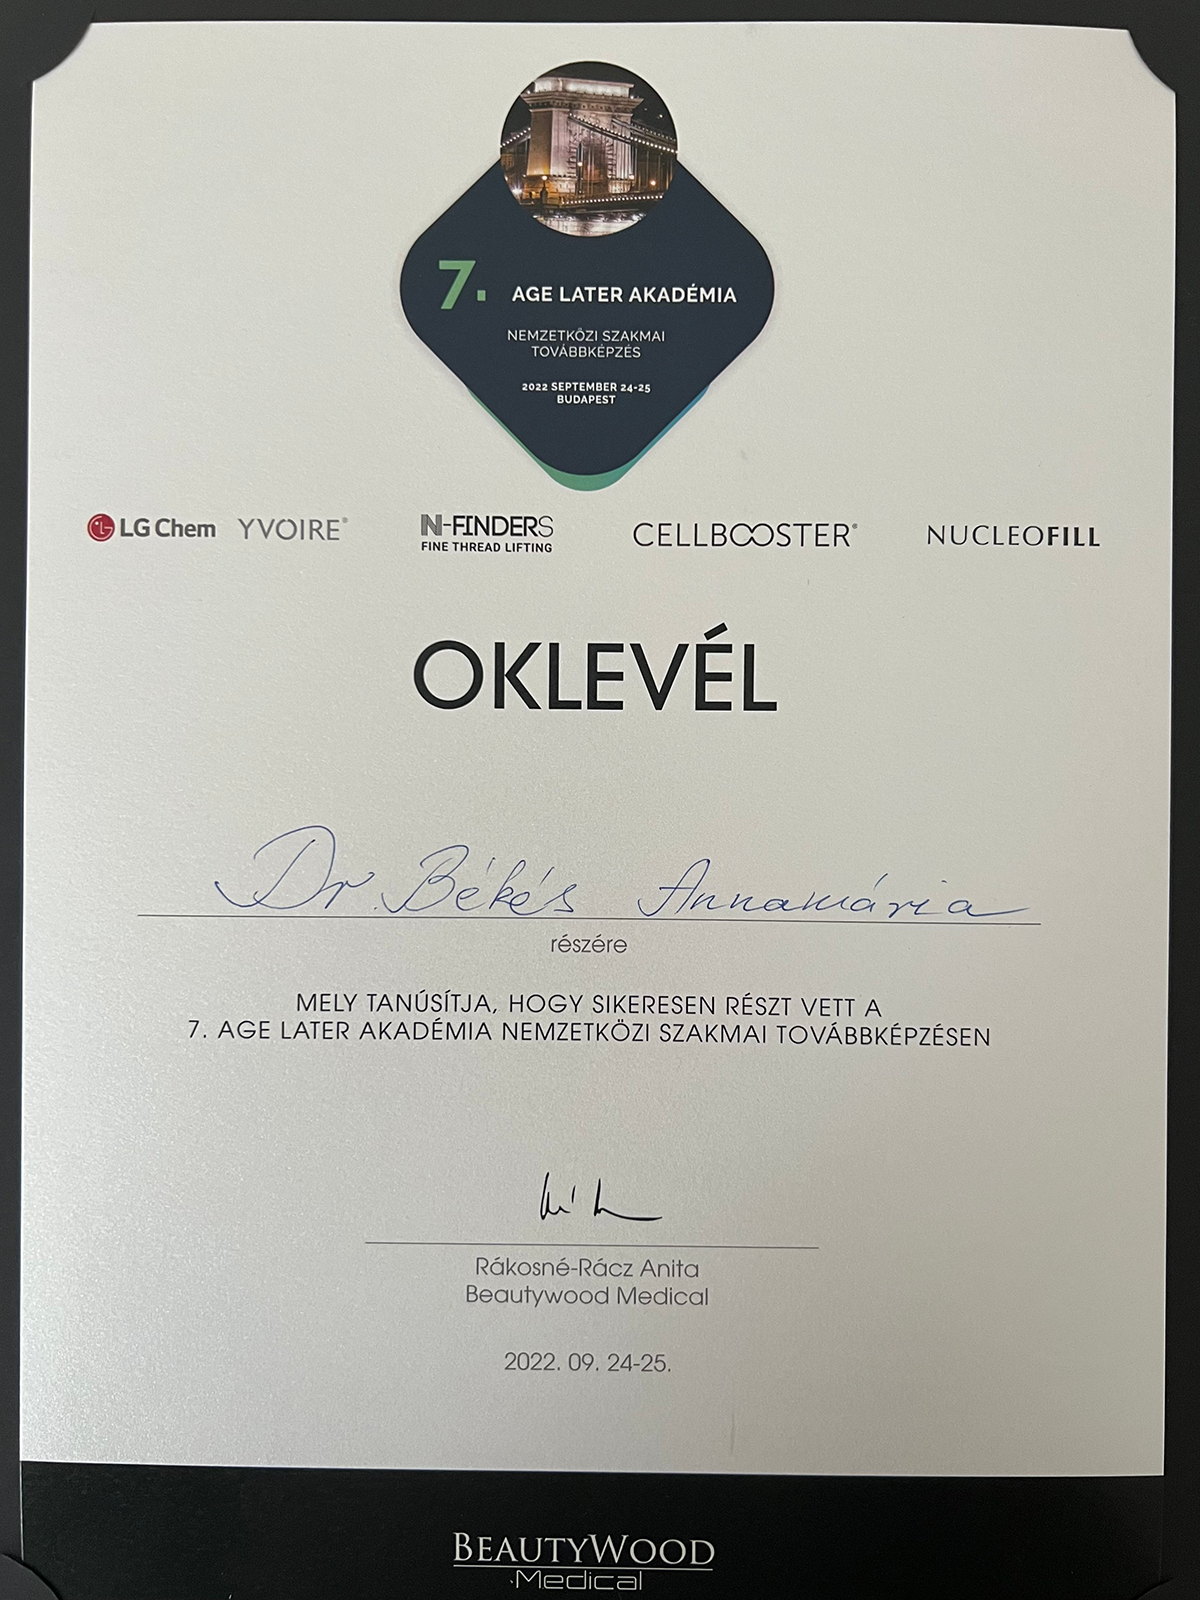 7. AGE LATER AKADÉMIA
NEMZETKÖZI SZAKMAI
TOVÁBBKÉPZÉS
2022 SEPTEMBER 24-25
BUDAPEST
LG Chem YVOIRE® N-FINDERS CELLBOOSTER® NUCLEOFILL
FINE THREAD LIFTING
OKLEVÉL
Dr. Békés Annamária
részére
MELY TANÚSÍTJA, HOGY SIKERESEN RÉSZT VETT A
7. AGE LATER AKADÉMIA NEMZETKÖZI SZAKMAI TOVÁBBKÉPZÉSEN
Rákosné-Rácz Anita
Beautywood Medical
2022. 09. 24-25.
BEAUTYWOOD
Medical